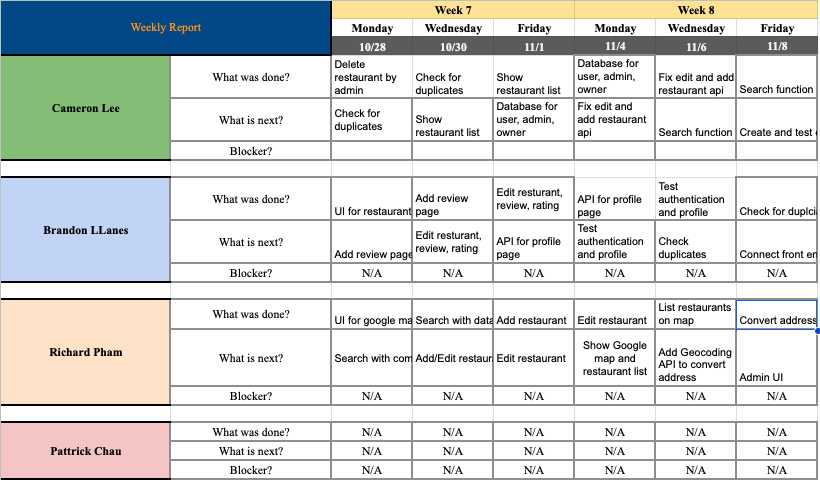 Weekly Report
Week 7 Week 8
Monday Wednesday Friday Monday Wednesday Friday
10/28 10/30 11/1 11/4 11/6 11/8
Cameron Lee
What was done?
Delete
restaurant by
admin
Check for
duplicates
Show
restaurant list
Database for
user, admin,
owner
Fix edit and add
restaurant api
Search function
What is next?
Check for
duplicates
Show
restaurant list
Database for
user, admin,
owner
Fix edit and
add restaurant
api
Search function
Create and test
Blocker?
Brandon LLanes
What was done?
UI for restaurant
Add review
page
Edit resturant,
review, rating
API for profile
page
Test
authentication
and profile
Check for duplci
What is next?
Add review page
Edit resturant,
review, rating
API for profile
page
Test
authentication
and profile
Check
duplicates
Connect front en
Blocker? N/A N/A N/A N/A N/A N/A
Richard Pham
What was done?
UI for google ma
Search with data
Add restaurant
Edit restaurant
List restaurants
on map
Convert address
What is next?
Search with com
Add/Edit restaur
Edit restaurant
Show Google
map and
restaurant list
Add Geocoding
API to convert
address
Admin UI
Blocker? N/A N/A N/A N/A N/A N/A
Pattrick Chau
What was done? N/A N/A N/A N/A N/A N/A
What is next? N/A N/A N/A N/A N/A N/A
Blocker? N/A N/A N/A N/A N/A N/A